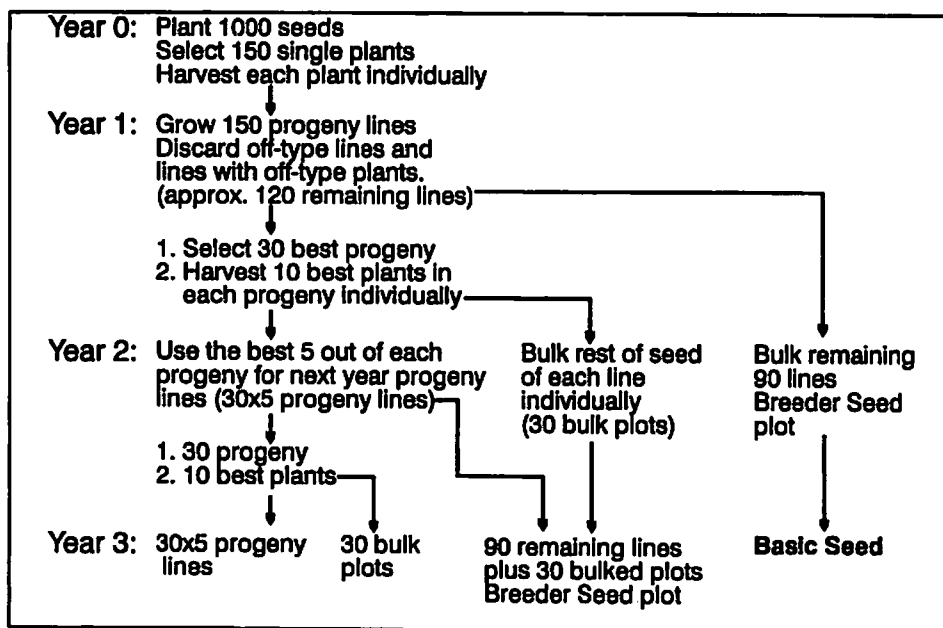 Year 0: Plant 1000 seeds
Select 150 single plants
Harvest each plant individually
Year 1: Grow 150 progeny lines
Discard off-type lines and
lines with off-type plants.
(approx. 120 remaining lines)
1. Select 30 best progeny
2. Harvest 10 best plants in
each progeny individually
Year 2: Use the best 5 out of each
progeny for next year progeny
lines (30x5 progeny lines)
Bulk rest of seed
of each line
individually
(30 bulk plots)
Bulk remaining
90 lines
Breeder Seed
plot
1. 30 progeny
2. 10 best plants
Year 3: 30x5 progeny
lines
30 bulk
plots
90 remaining lines
plus 30 bulked plots
Breeder Seed plot
Basic Seed